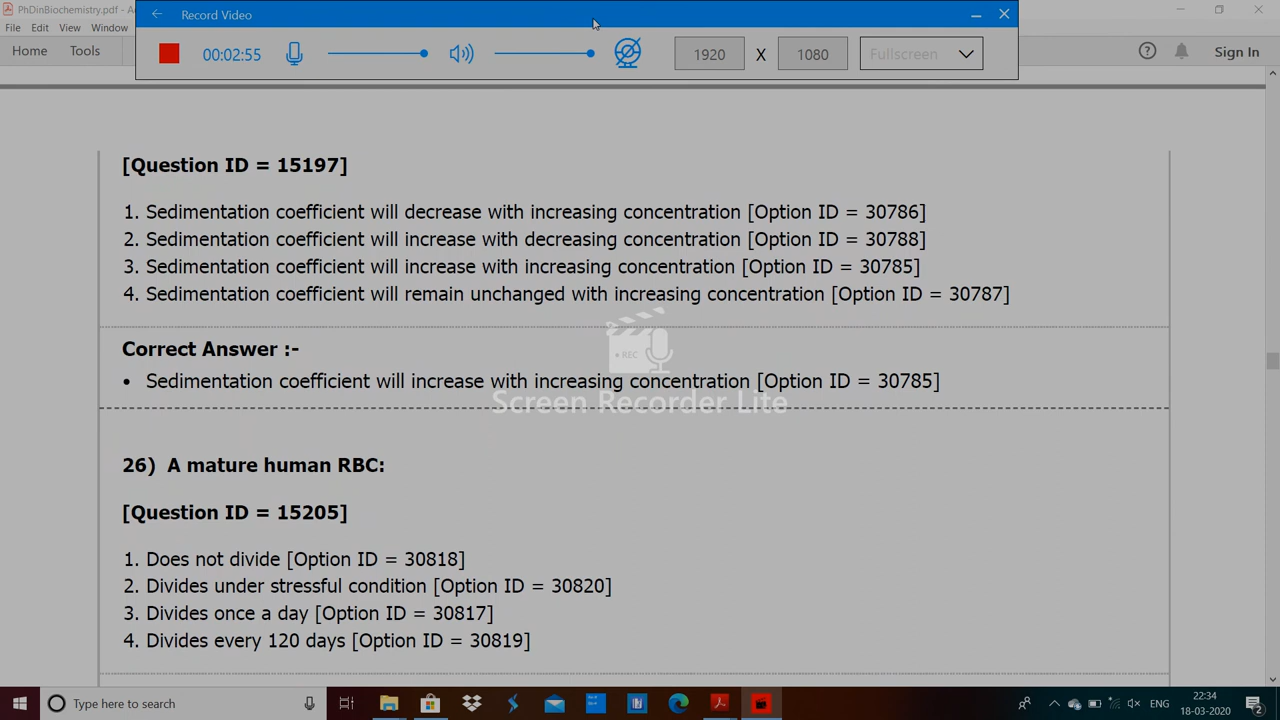 PhDinBiochemistry.pdf
Record Video
File Edit View Window
Home Tools
00:02:55
1920 X 1080 Fullscreen
Sign In
[Question ID = 15197]
1. Sedimentation coefficient will decrease with increasing concentration [Option ID = 30786]
2. Sedimentation coefficient will increase with decreasing concentration [Option ID = 30788]
3. Sedimentation coefficient will increase with increasing concentration [Option ID = 30785]
4. Sedimentation coefficient will remain unchanged with increasing concentration [Option ID = 30787]
Correct Answer :-
• Sedimentation coefficient will increase with increasing concentration [Option ID = 30785]
• REC
Screen Recorder Lite
26) A mature human RBC:
[Question ID = 15205]
1. Does not divide [Option ID = 30818]
2. Divides under stressful condition [Option ID = 30820]
3. Divides once a day [Option ID = 30817]
4. Divides every 120 days [Option ID = 30819]
Type here to search
22:34
18-03-2020
2